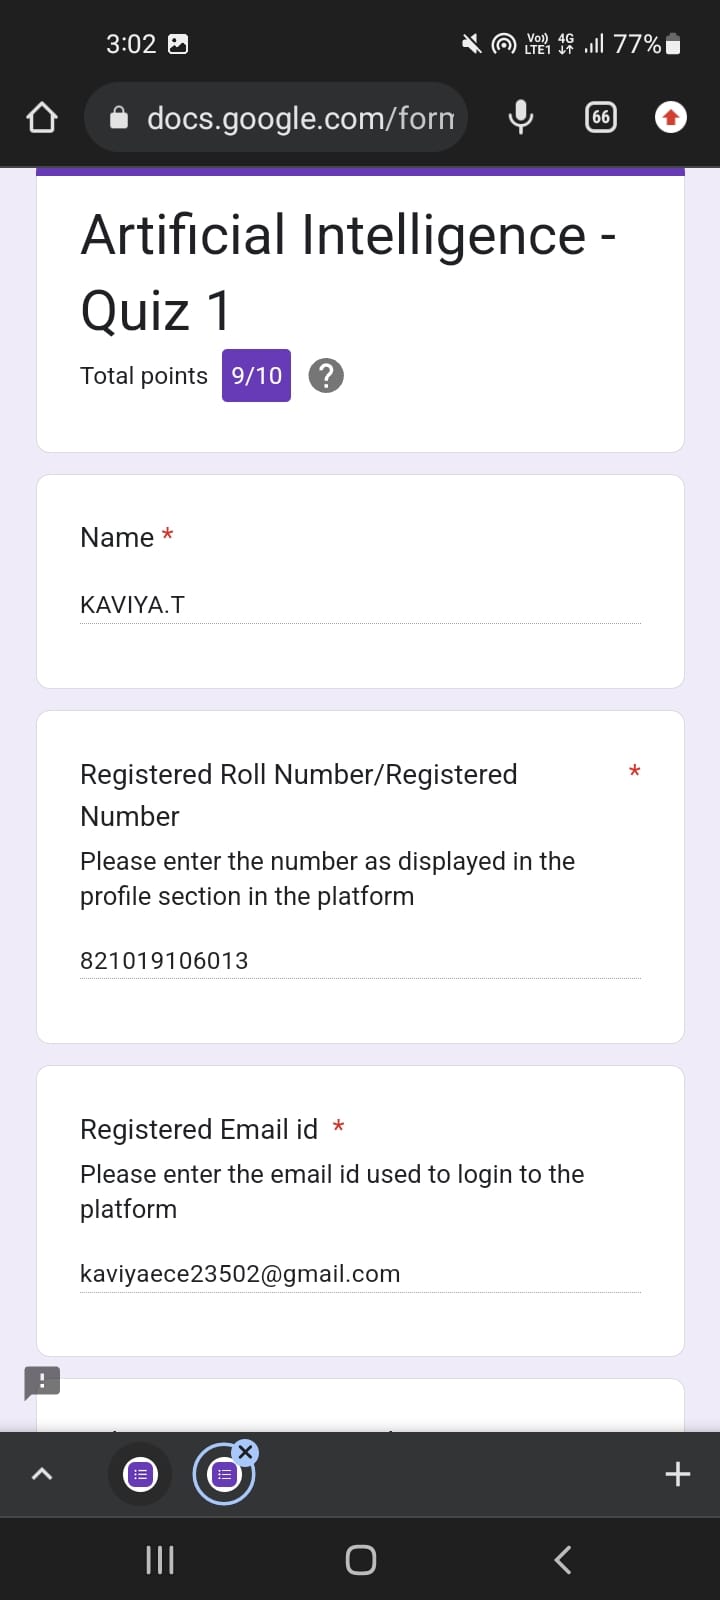 3:02
Vo)) 4G
LTE1 77%
docs.google.com/form
66
Artificial Intelligence -
Quiz 1
Total points 9/10 ?
Name *
KAVIYA.T
Registered Roll Number/Registered *
Number
Please enter the number as displayed in the
profile section in the platform
821019106013
Registered Email id *
Please enter the email id used to login to the
platform
kaviyaece23502@gmail.com